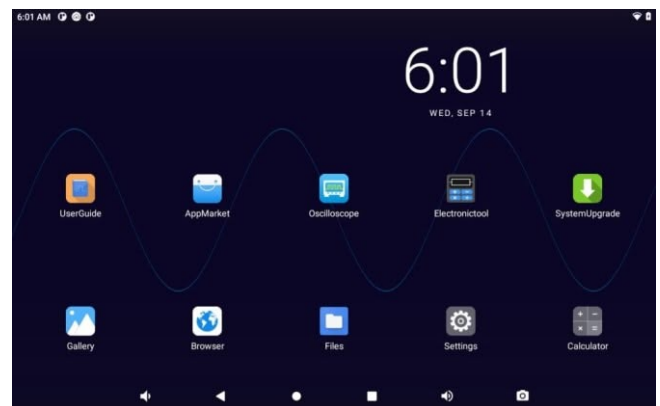 6:01 AM
6:01
WED, SEP 14
UserGuide AppMarket Oscilloscope Electronictool SystemUpgrade
Gallery Browser Files Settings Calculator